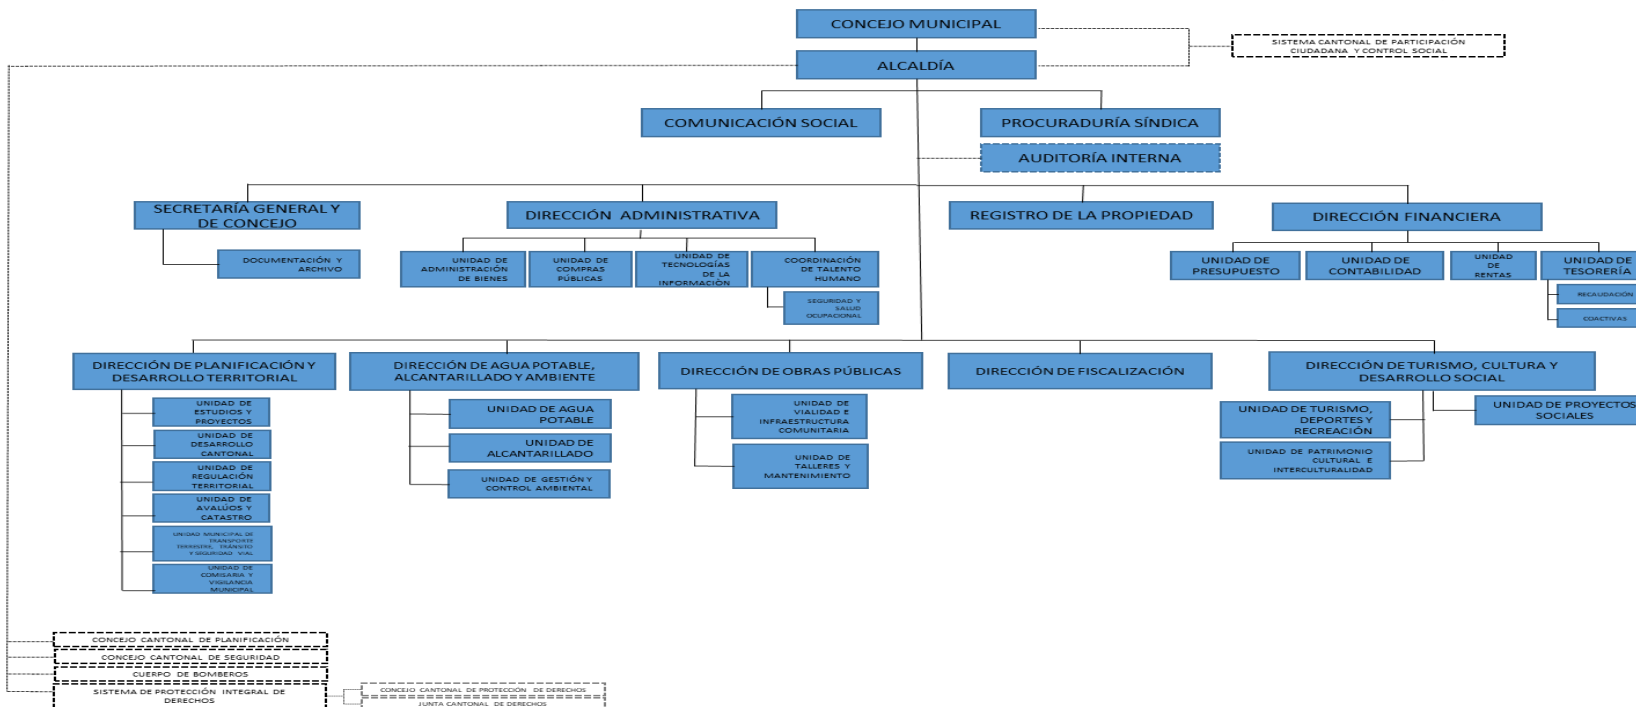 CONCEJO MUNICIPAL
SISTEMA CANTONAL DE PARTICIPACIÓN
CIUDADANA Y CONTROL SOCIAL
ALCALDÍA
COMUNICACIÓN SOCIAL
PROCURADURÍA SÍNDICA
AUDITORÍA INTERNA
SECRETARÍA GENERAL Y
DE CONCEJO
DIRECCIÓN ADMINISTRATIVA
REGISTRO DE LA PROPIEDAD
DIRECCIÓN FINANCIERA
DOCUMENTACIÓN Y
ARCHIVO
UNIDAD DE
ADMINISTRACIÓN
DE BIENES
UNIDAD DE
COMPRAS
PÚBLICAS
UNIDAD DE
TECNOLOGÍAS
DE LA
INFORMACIÓN
COORDINACIÓN
DE TALENTO
HUMANO
SEGURIDAD Y
SALUD
OCUPACIONAL
UNIDAD DE
PRESUPUESTO
UNIDAD DE
CONTABILIDAD
UNIDAD
DE
RENTAS
UNIDAD DE
TESORERÍA
RECAUDACIÓN
COACTIVAS
DIRECCIÓN DE PLANIFICACIÓN Y
DESARROLLO TERRITORIAL
DIRECCIÓN DE AGUA POTABLE,
ALCANTARILLADO Y AMBIENTE
DIRECCIÓN DE OBRAS PÚBLICAS
DIRECCIÓN DE FISCALIZACIÓN
DIRECCIÓN DE TURISMO, CULTURA Y
DESARROLLO SOCIAL
UNIDAD DE
ESTUDIOS Y
PROYECTOS
UNIDAD DE
DESARROLLO
CANTONAL
UNIDAD DE
REGULACIÓN
TERRITORIAL
UNIDAD DE
AVALÚOS Y
CATASTRO
UNIDAD MUNICIPAL DE
TRANSPORTE
TERRESTRE, TRÁNSITO
Y SEGURIDAD VIAL
UNIDAD DE
COMISARIA Y
VIGILANCIA
MUNICIPAL
UNIDAD DE AGUA
POTABLE
UNIDAD DE
ALCANTARILLADO
UNIDAD DE GESTIÓN Y
CONTROL AMBIENTAL
UNIDAD DE
VIALIDAD E
INFRAESTRUCTURA
COMUNITARIA
UNIDAD DE
TALLERES Y
MANTENIMIENTO
UNIDAD DE TURISMO,
DEPORTES Y
RECREACIÓN
UNIDAD DE PATRIMONIO
CULTURAL E
INTERCULTURALIDAD
UNIDAD DE PROYECTOS
SOCIALES
CONCEJO CANTONAL DE PLANIFICACIÓN
CONCEJO CANTONAL DE SEGURIDAD
CUERPO DE BOMBEROS
SISTEMA DE PROTECCIÓN INTEGRAL DE
DERECHOS
CONCEJO CANTONAL DE PROTECCIÓN DE DERECHOS
JUNTA CANTONAL DE DERECHOS